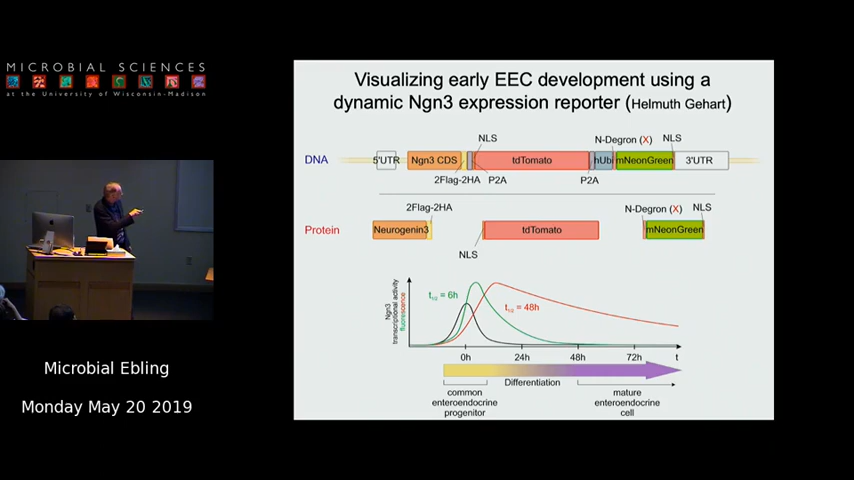 MICROBIAL SCIENCES
at the University of Wisconsin-Madison
Microbial Ebling
Monday May 20 2019
Visualizing early EEC development using a
dynamic Ngn3 expression reporter (Helmuth Gehart)
NLS
N-Degron (X)
NLS
DNA
5'UTR
Ngn3 CDS
tdTomato
hUbi
mNeonGreen
3'UTR
2Flag-2HA
P2A
P2A
2Flag-2HA
N-Degron (X)
NLS
Protein
Neurogenin3
tdTomato
mNeonGreen
NLS
Ngn3
transcriptional activity
fluorescence
t1/2 = 6h
t1/2 = 48h
0h
24h
48h
72h
t
Differentiation
common
enteroendocrine
progenitor
mature
enteroendocrine
cell